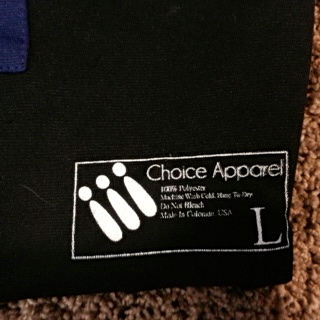 Choice Apparel
100% Polyester
Machine Wash Cold, Hang To Dry
Do Not Bleach
Made In Colorado, USA
L